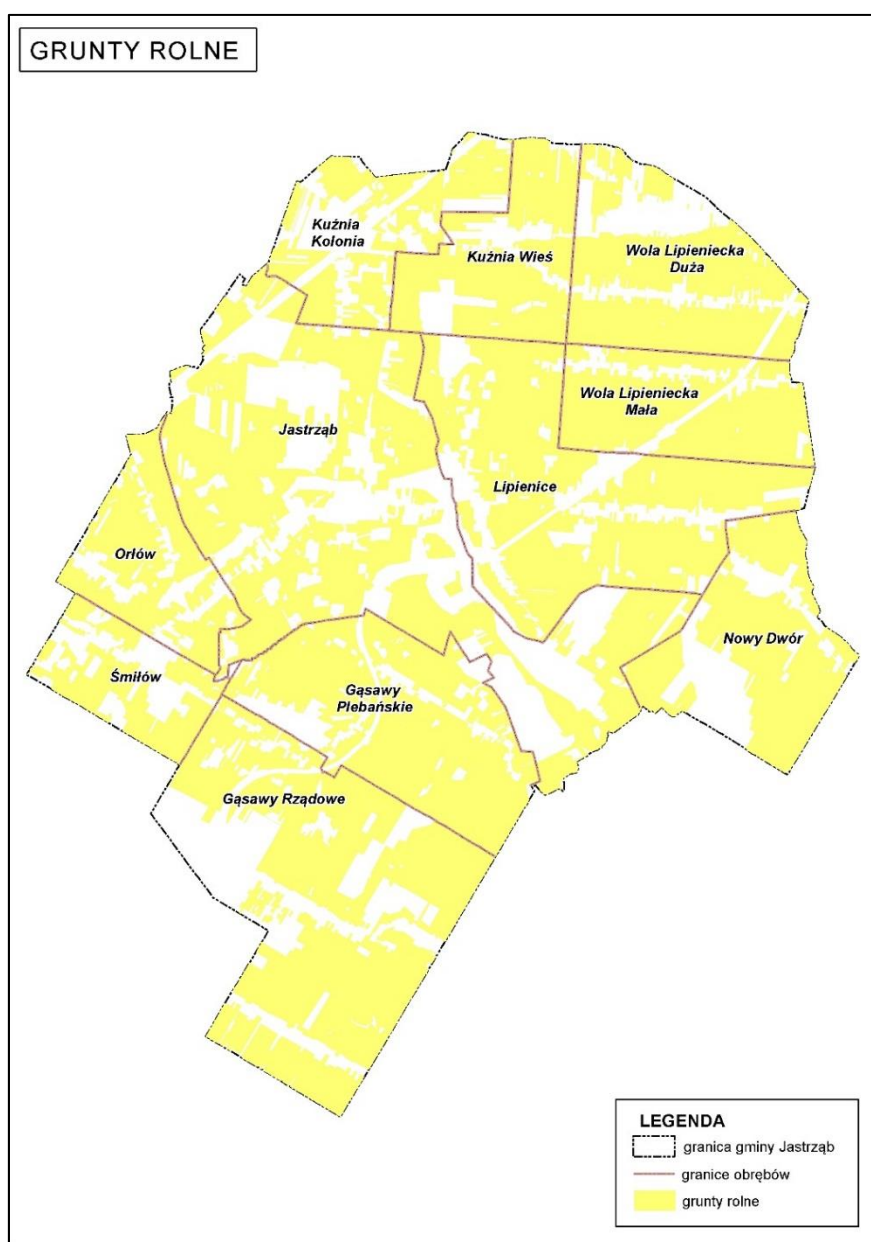 GRUNTY ROLNE
Kuźnia
Kolonia
Kuźnia Wieś
Wola Lipieniecka
Duża
Wola Lipieniecka
Mała
Jastrząb
Lipienice
Orłów
Nowy Dwór
Śmiłów
Gąsawy
Plebańskie
Gąsawy Rządowe
LEGENDA
granica gminy Jastrząb
granice obrębów
grunty rolne